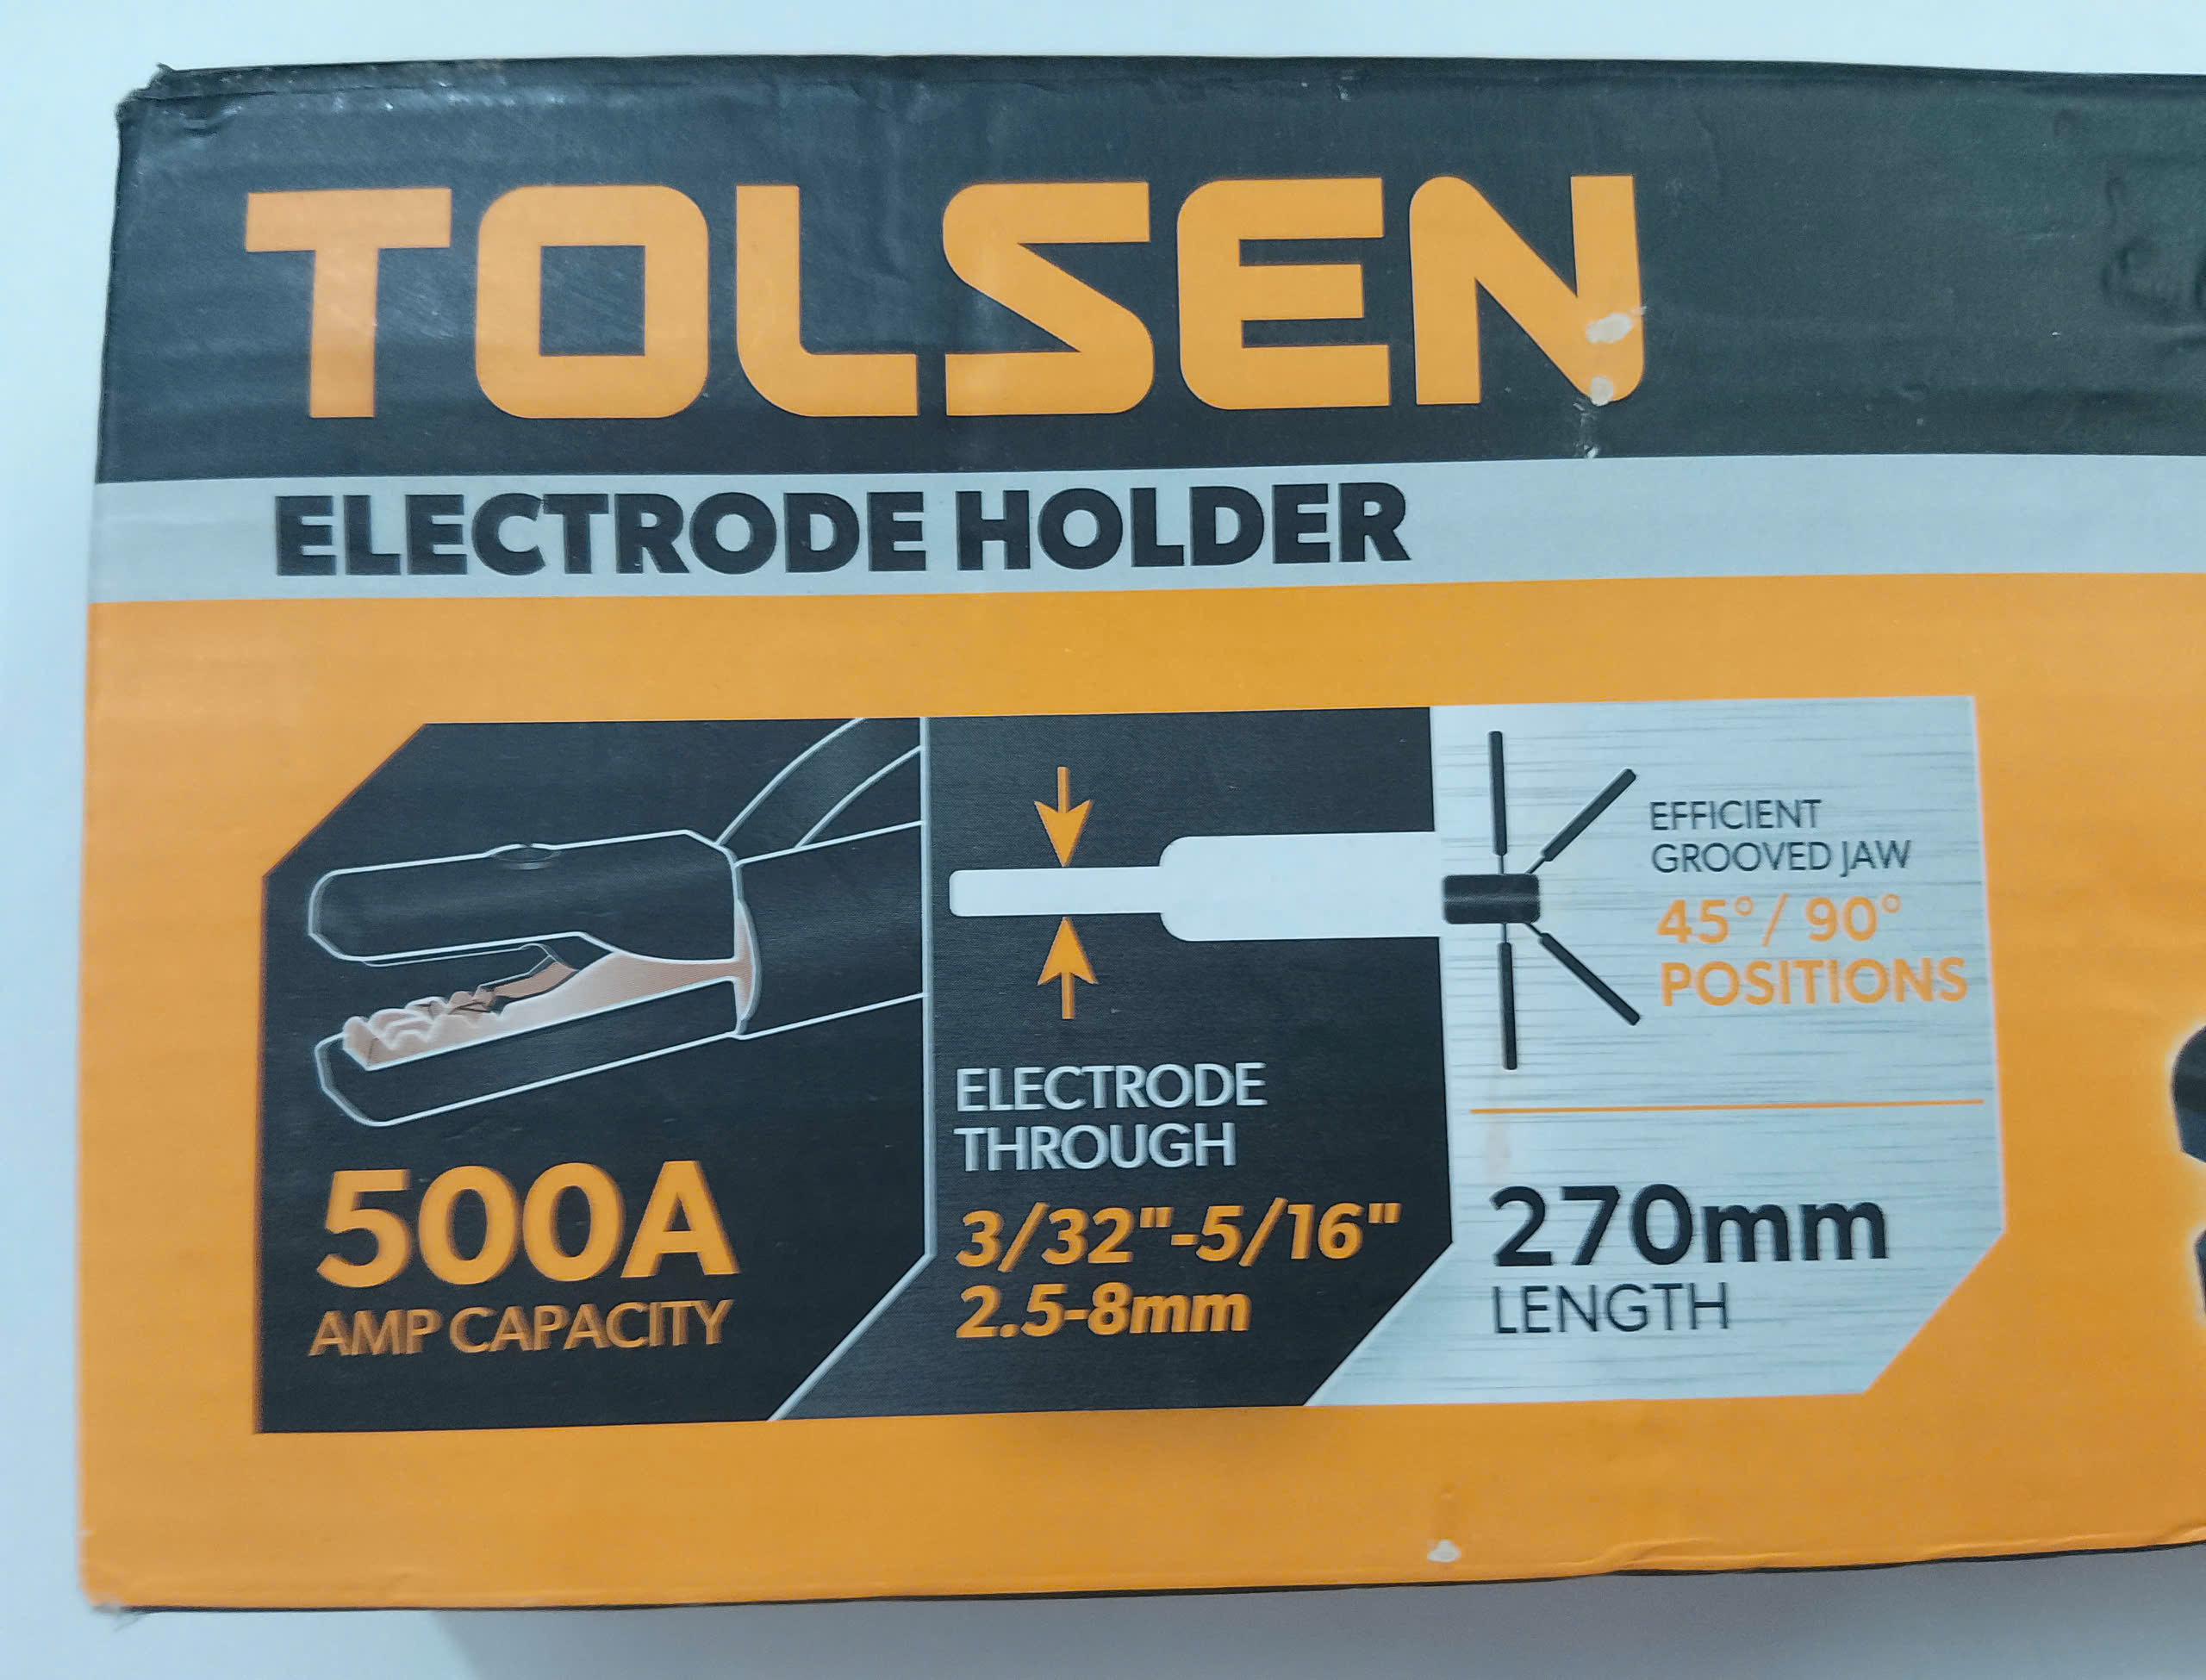 TOLSEN
ELECTRODE HOLDER
500A
AMP CAPACITY
ELECTRODE
THROUGH
3/32"-5/16"
2.5-8mm
EFFICIENT
GROOVED JAW
45°/ 90°
POSITIONS
270mm
LENGTH